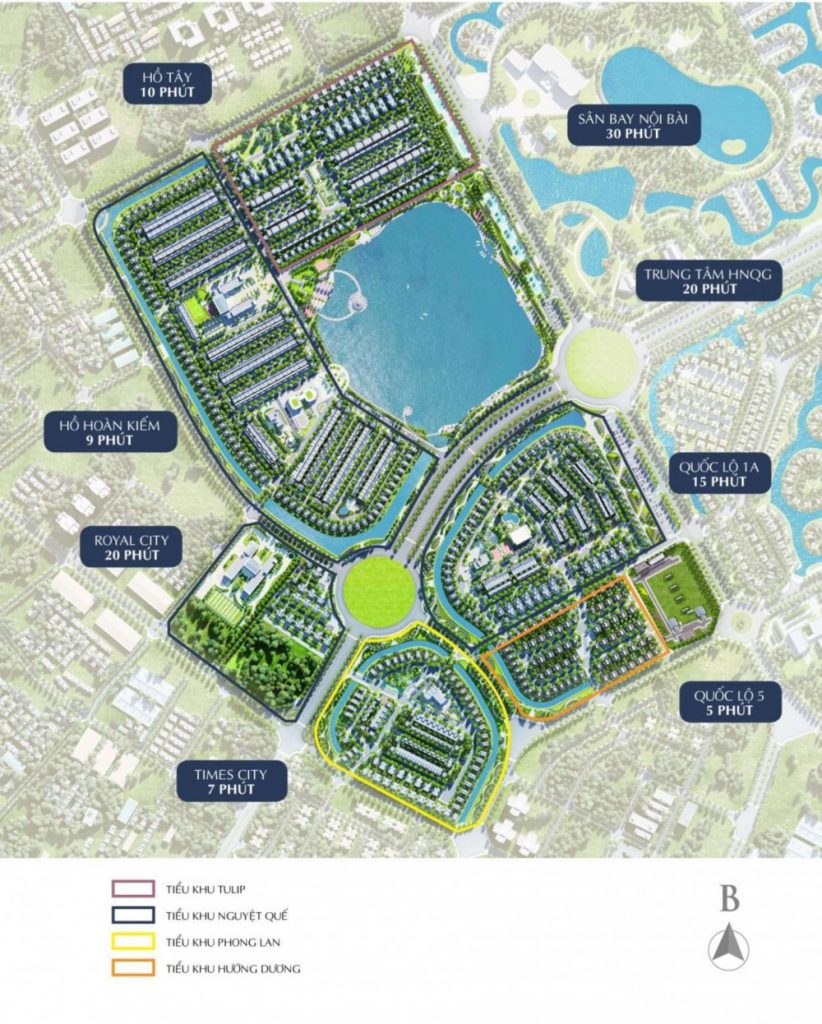 HỒ TÂY
10 PHÚT
SÂN BAY NỘI BÀI
30 PHÚT
TRUNG TÂM HNQG
20 PHÚT
HỒ HOÀN KIẾM
9 PHÚT
QUỐC LỘ 1A
15 PHÚT
ROYAL CITY
20 PHÚT
QUỐC LỘ 5
5 PHÚT
TIMES CITY
7 PHÚT
TIỂU KHU TULIP
TIỂU KHU NGUYỆT QUẾ
TIỂU KHU PHONG LAN
TIỂU KHU HƯỚNG DƯƠNG
B